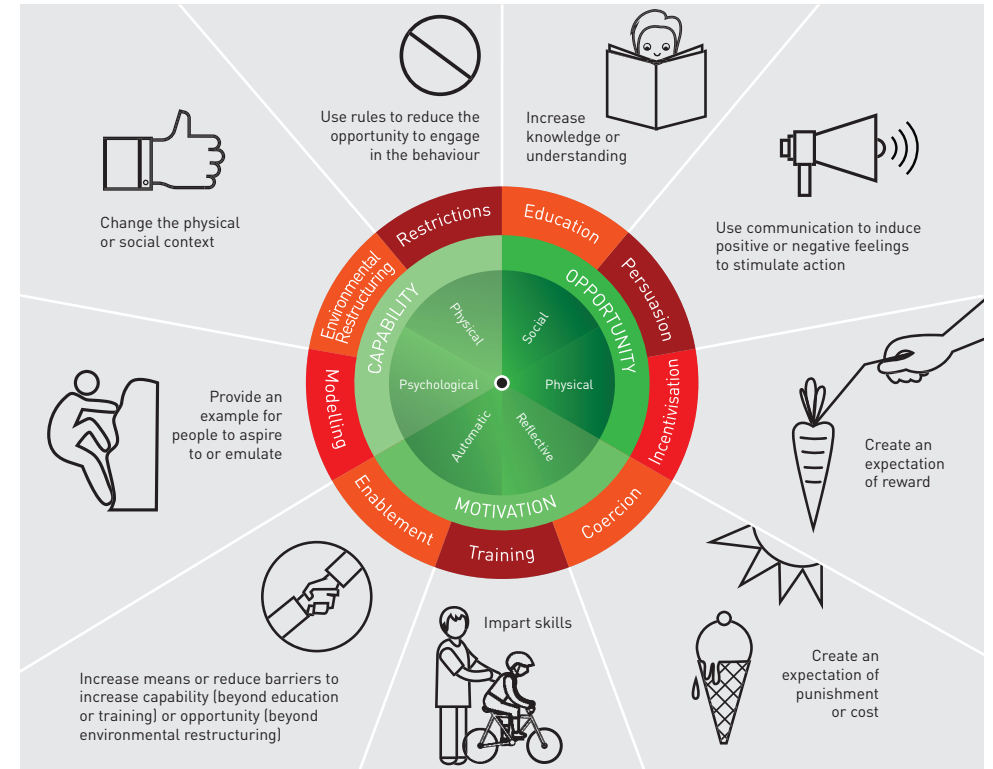 Use rules to reduce the
opportunity to engage
in the behaviour
Increase
knowledge or
understanding
Change the physical
or social context
Use communication to induce
positive or negative feelings
to stimulate action
Restrictions
Education
Environmental
Restructuring
Persuasion
CAPABILITY
OPPORTUNITY
Physical
Social
Psychological
Physical
Automatic
Reflective
MOTIVATION
Modelling
Incentivisation
Enablement
Training
Coercion
Provide an
example for
people to aspire
to or emulate
Create an
expectation
of reward
Impart skills
Increase means or reduce barriers to
increase capability (beyond education
or training) or opportunity (beyond
environmental restructuring)
Create an
expectation of
punishment
or cost